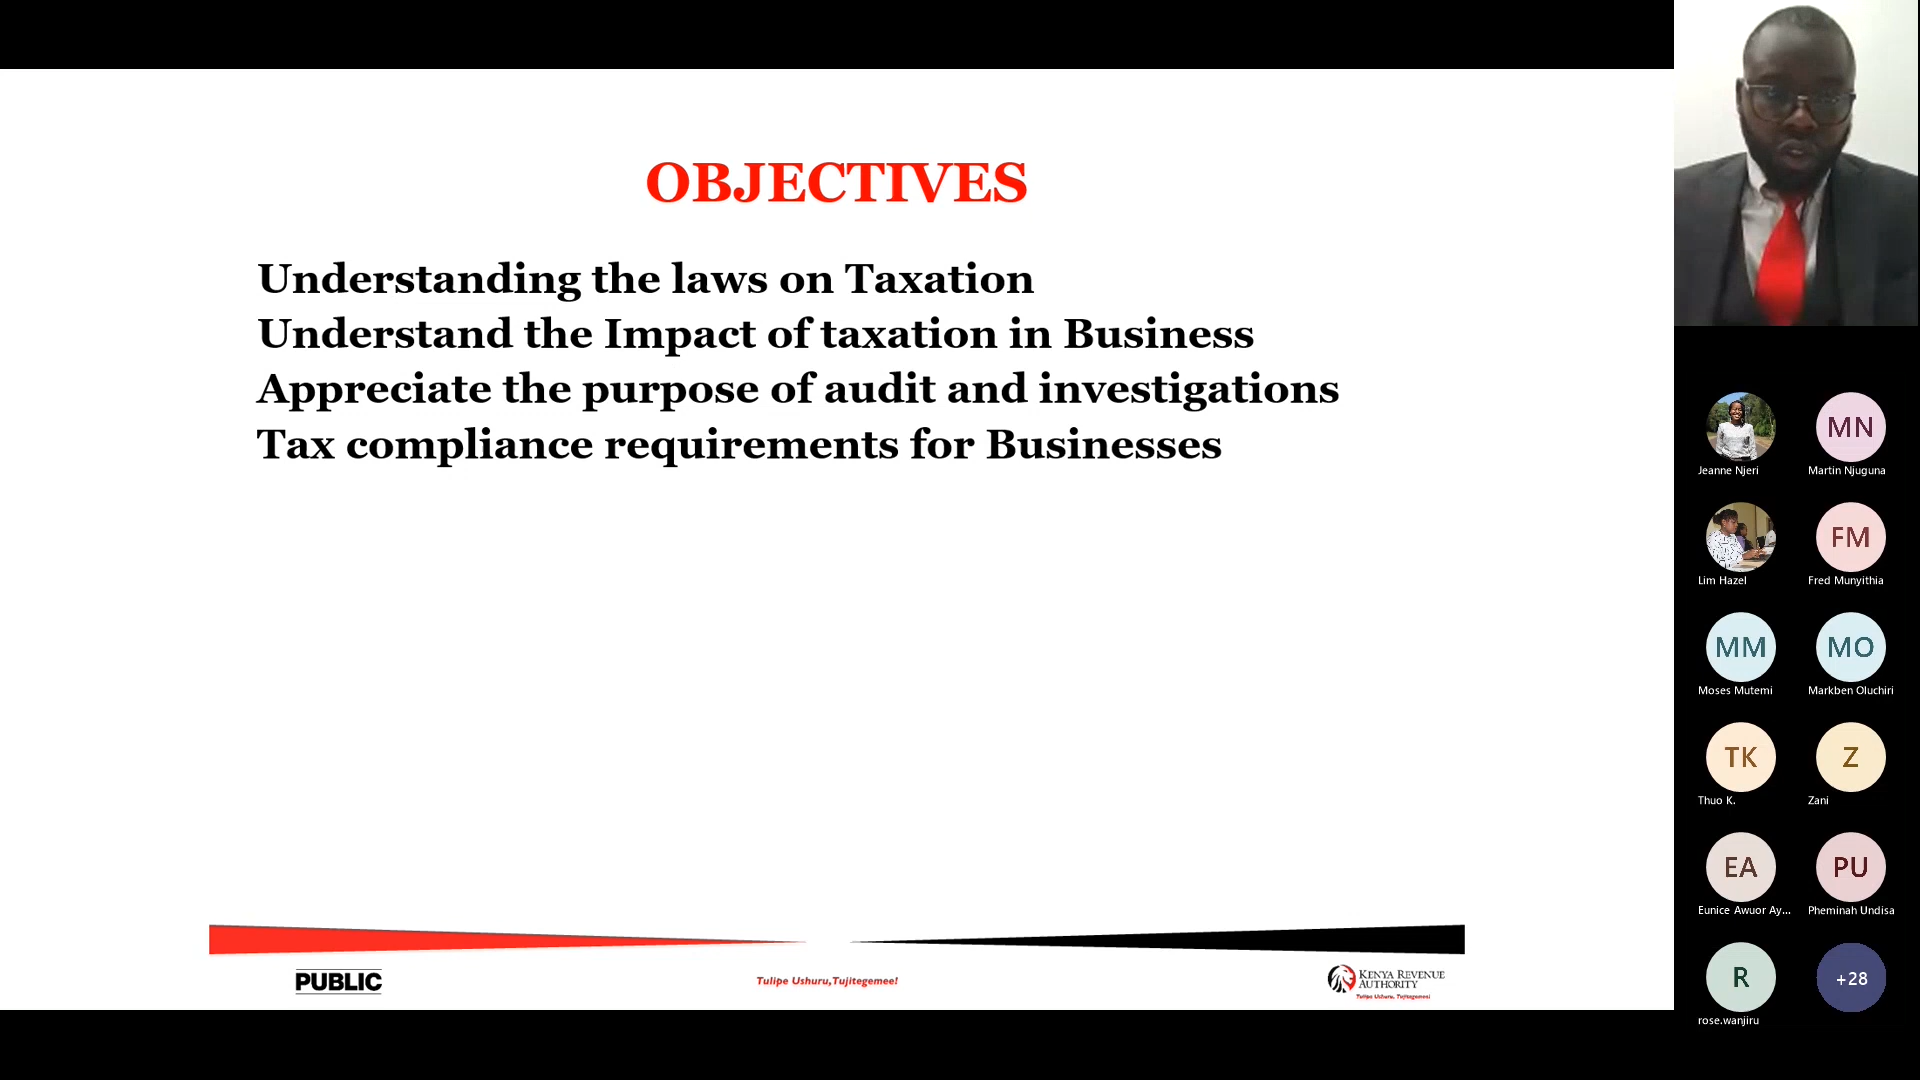 OBJECTIVES
Understanding the laws on Taxation
Understand the Impact of taxation in Business
Appreciate the purpose of audit and investigations
Tax compliance requirements for Businesses
PUBLIC
Tulipe Ushuru,Tujitegemee!
KENYA REVENUE
AUTHORITY
Tulipe Ushuru, Tujitegemee!
Jeanne Njeri
MN
Martin Njuguna
Lim Hazel
FM
Fred Munyithia
MM
Moses Mutemi
MO
Markben Oluchiri
TK
Thuo K.
Z
Zani
EA
Eunice Awuor Ay...
PU
Pheminah Undisa
R
rose.wanjiru
+28